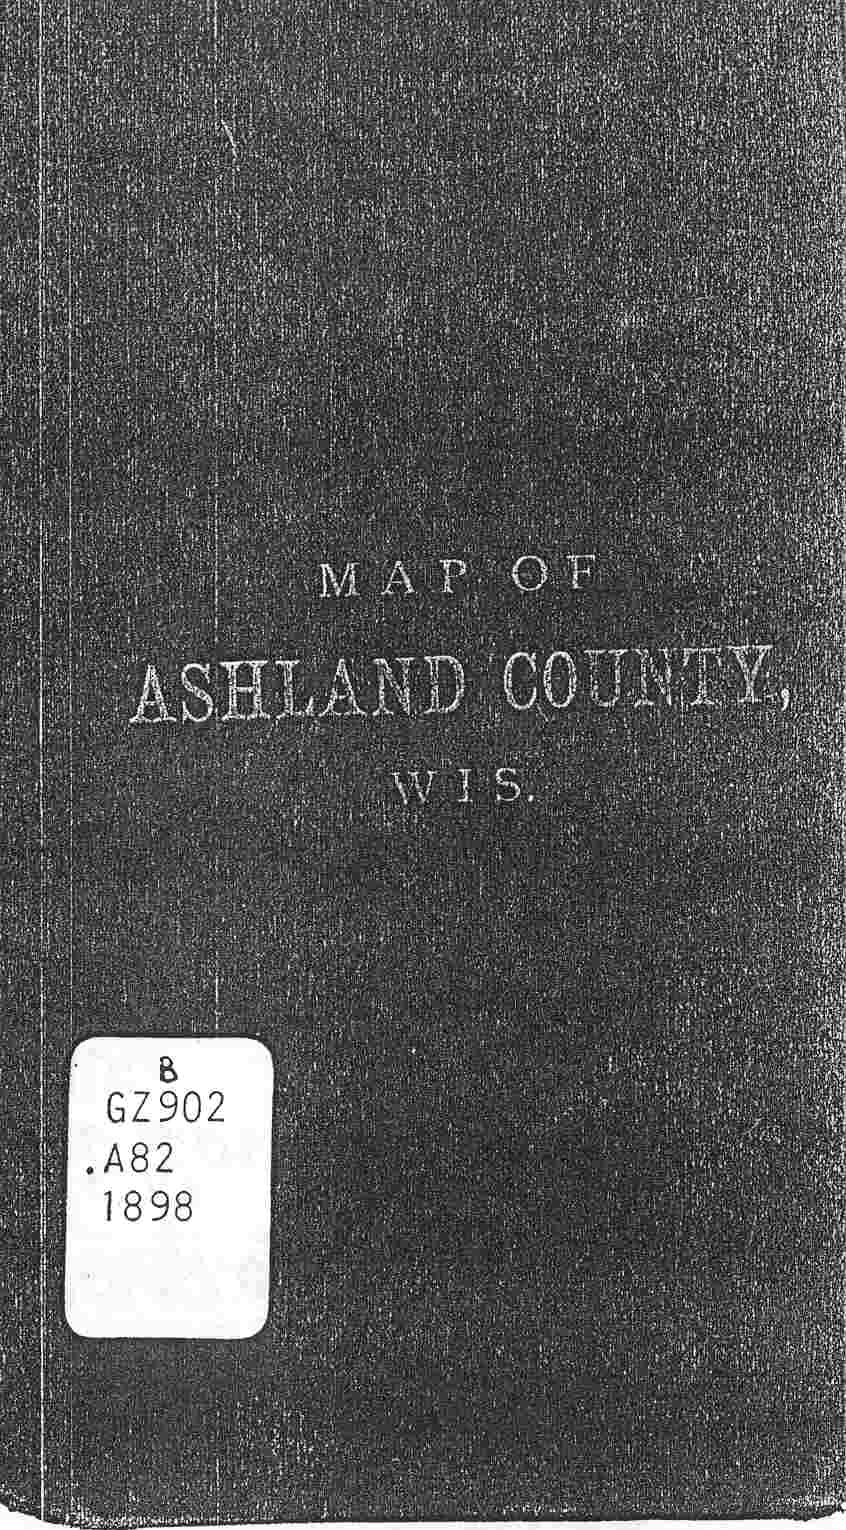 MAP OF
ASHLAND COUNTY,
WIS.
B
GZ902
.A82
1898